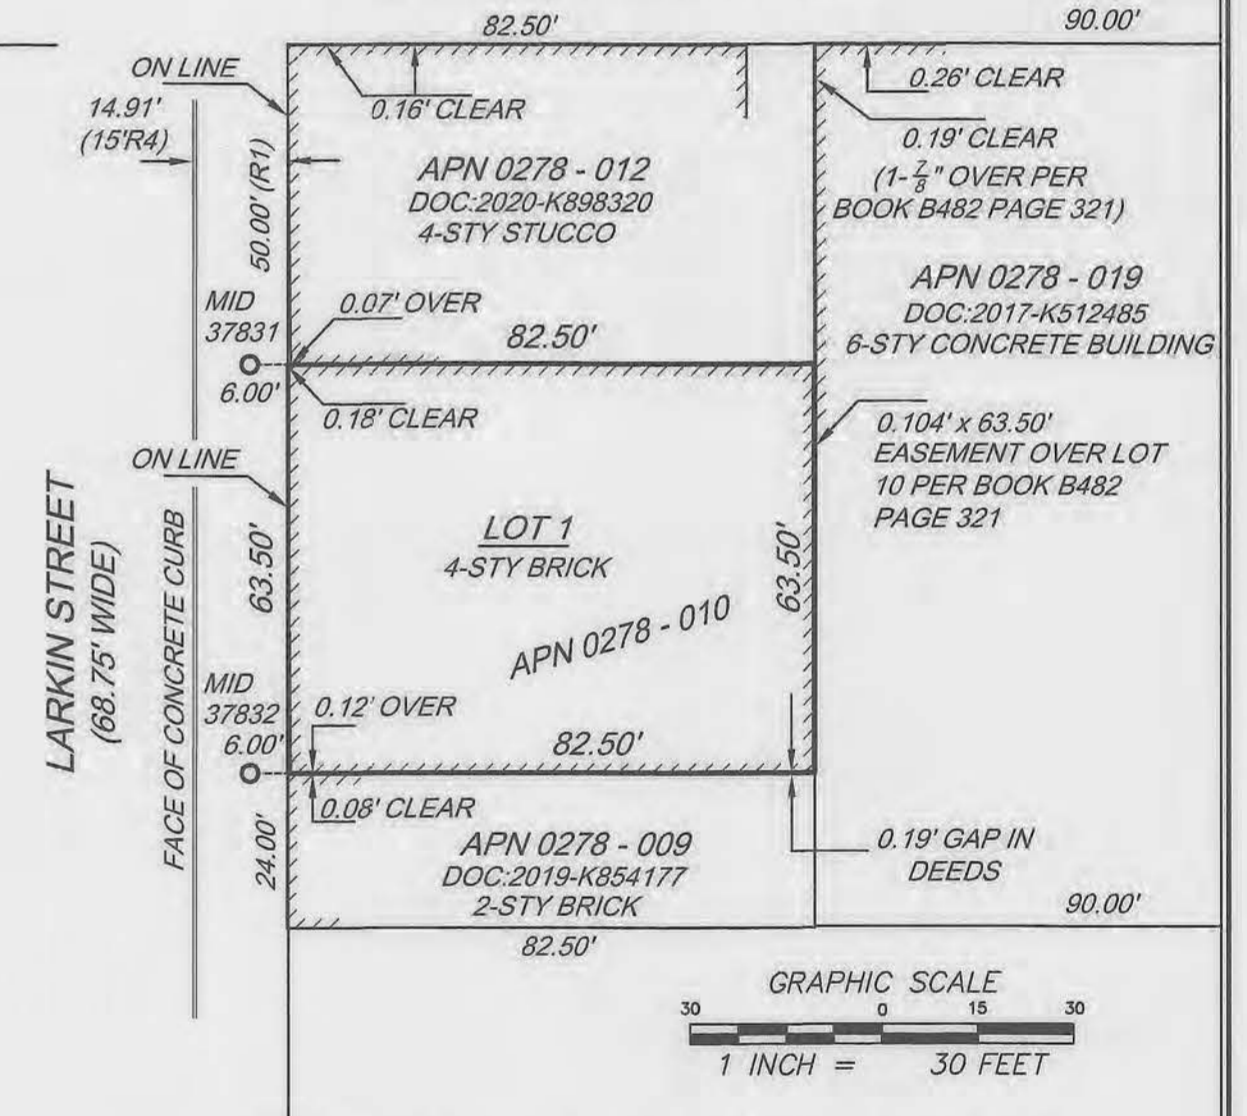 82.50'
90.00'
ON LINE
14.91'
(15'R4)
0.16' CLEAR
0.26' CLEAR
0.19' CLEAR
(1-7/8" OVER PER
BOOK B482 PAGE 321)
50.00' (R1)
APN 0278 - 012
DOC:2020-K898320
4-STY STUCCO
APN 0278 - 019
DOC:2017-K512485
6-STY CONCRETE BUILDING
MID
37831
6.00'
0.07' OVER
82.50'
0.18' CLEAR
0.104' x 63.50'
EASEMENT OVER LOT
10 PER BOOK B482
PAGE 321
ON LINE
LARKIN STREET
(68.75' WIDE)
FACE OF CONCRETE CURB
63.50'
LOT 1
4-STY BRICK
63.50'
APN 0278 - 010
MID
37832
6.00'
0.12' OVER
82.50'
0.08' CLEAR
24.00'
APN 0278 - 009
DOC:2019-K854177
2-STY BRICK
82.50'
0.19' GAP IN
DEEDS
90.00'
GRAPHIC SCALE
30 0 15 30
1 INCH = 30 FEET